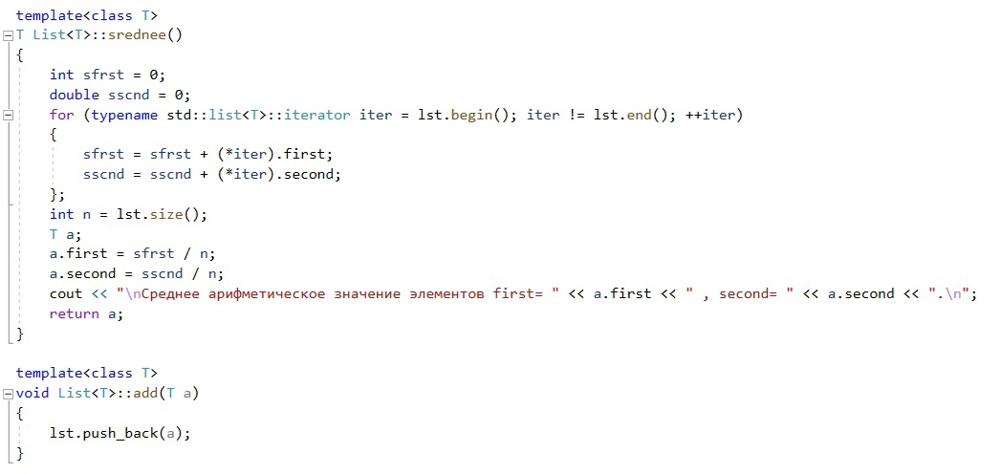 template<class T>
T List<T>::srednee()
{
    int sfrst = 0;
    double sscnd = 0;
    for (typename std::list<T>::iterator iter = lst.begin(); iter != lst.end(); ++iter)
    {
        sfrst = sfrst + (*iter).first;
        sscnd = sscnd + (*iter).second;
    };
    int n = lst.size();
    T a;
    a.first = sfrst / n;
    a.second = sscnd / n;
    cout << "\nСреднее арифметическое значение элементов first= " << a.first << " , second= " << a.second << ".\n";
    return a;
}

template<class T>
void List<T>::add(T a)
{
    lst.push_back(a);
}